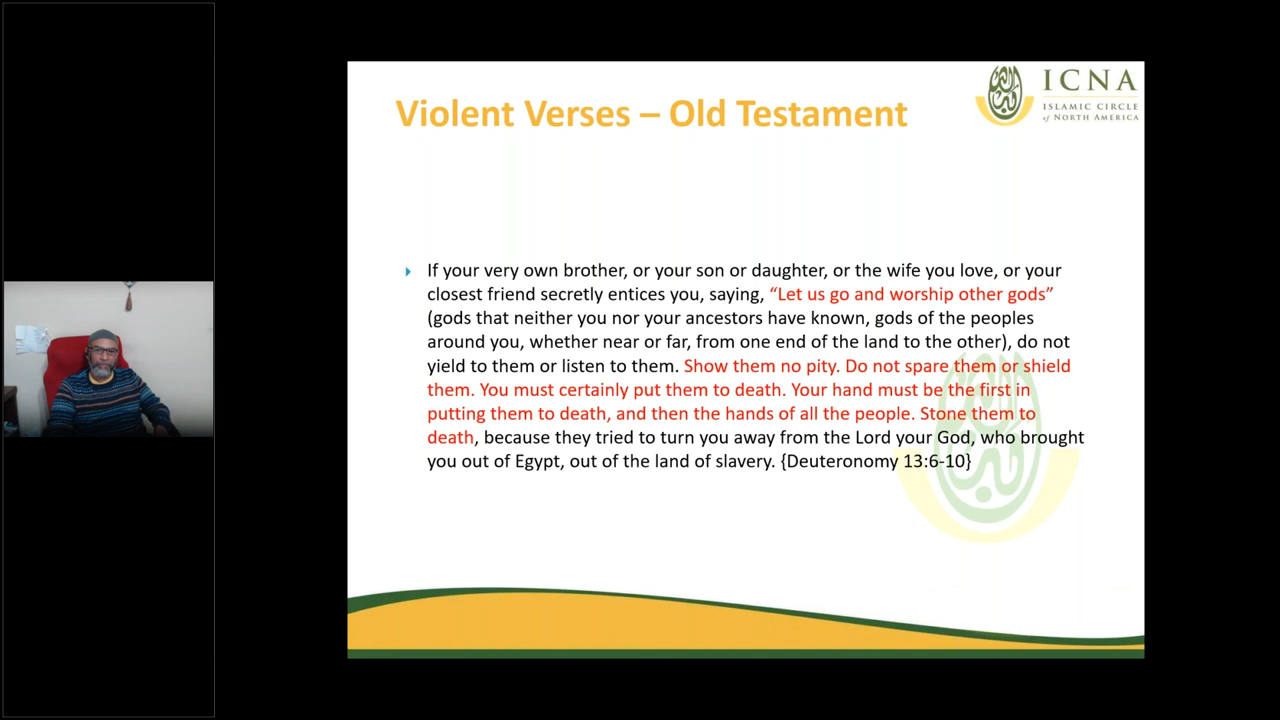 Violent Verses – Old Testament
ICNA
ISLAMIC CIRCLE
of NORTH AMERICA
If your very own brother, or your son or daughter, or the wife you love, or your
closest friend secretly entices you, saying, “Let us go and worship other gods”
(gods that neither you nor your ancestors have known, gods of the peoples
around you, whether near or far, from one end of the land to the other), do not
yield to them or listen to them. Show them no pity. Do not spare them or shield
them. You must certainly put them to death. Your hand must be the first in
putting them to death, and then the hands of all the people. Stone them to
death, because they tried to turn you away from the Lord your God, who brought
you out of Egypt, out of the land of slavery. {Deuteronomy 13:6-10}